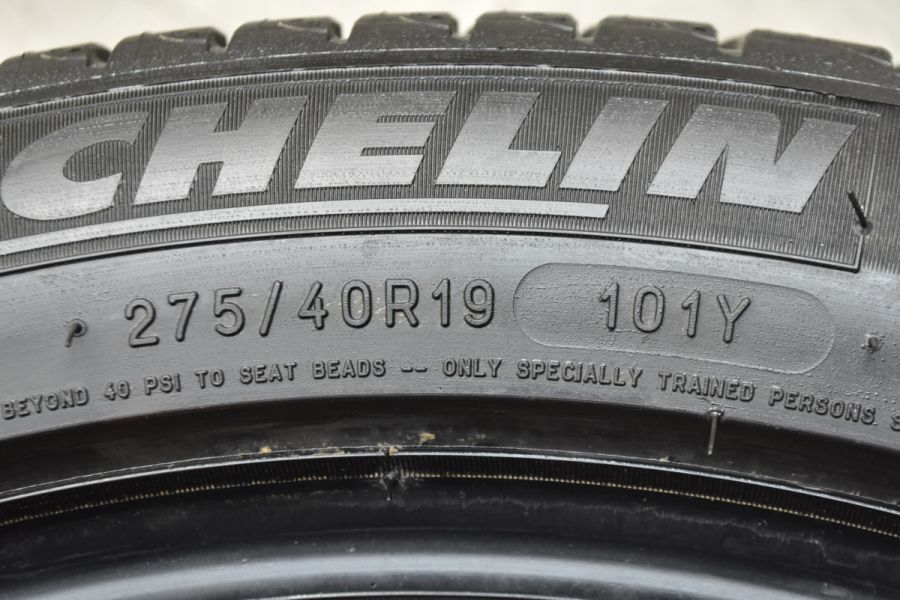 CHELIN
275/40R19 101Y
BEYOND 40 PSI TO SEAT BEADS -- ONLY SPECIALLY TRAINED PERSONS S